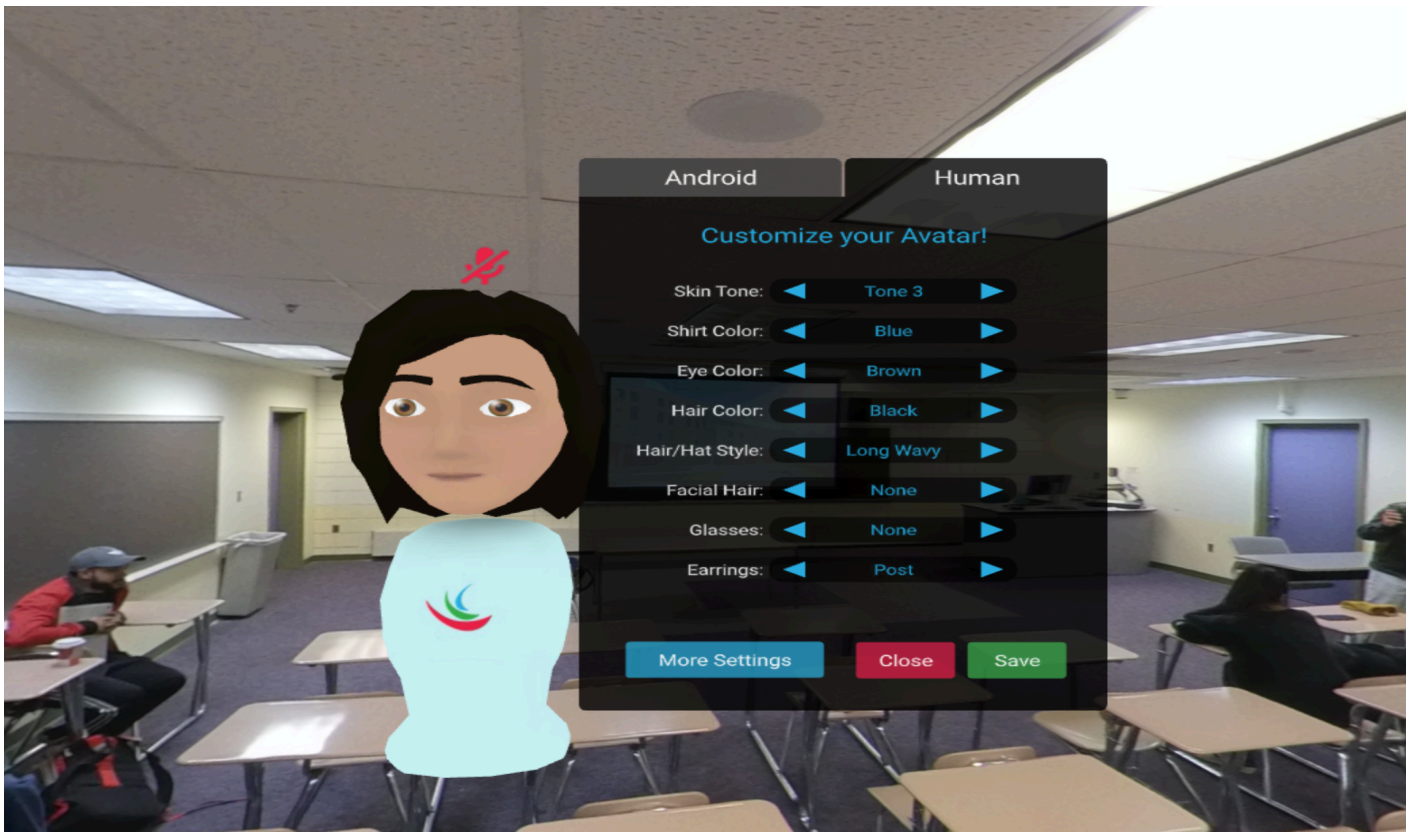 Android Human
Customize your Avatar!
Skin Tone: Tone 3
Shirt Color: Blue
Eye Color: Brown
Hair Color: Black
Hair/Hat Style: Long Wavy
Facial Hair: None
Glasses: None
Earrings: Post
More Settings Close Save